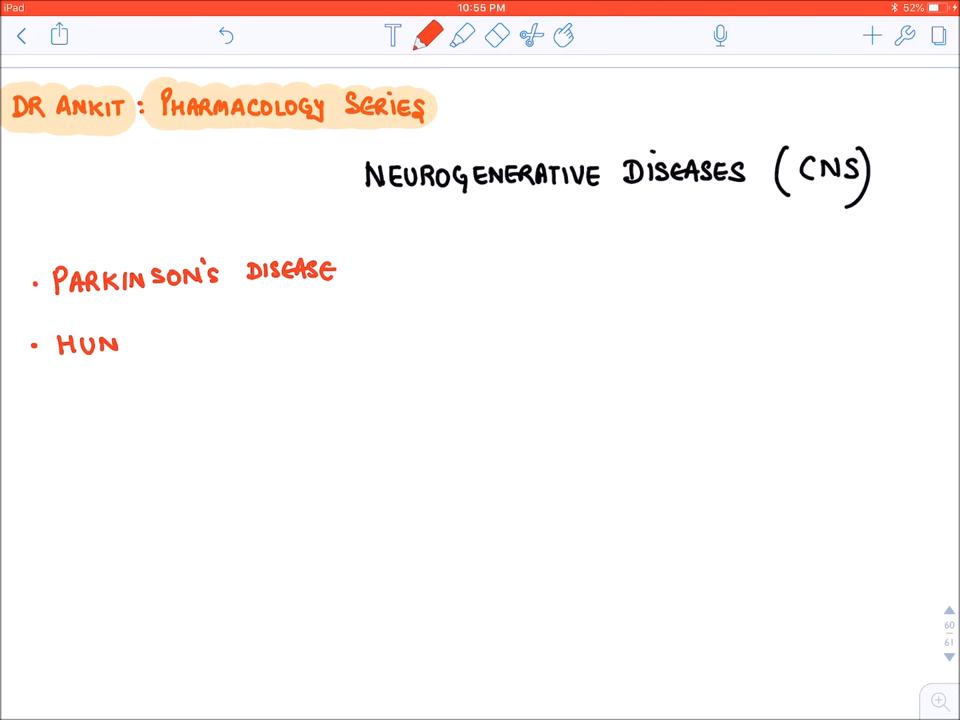 iPad 10:55 PM 52%
T
DR ANKIT : PHARMACOLOGY SERIES
NEUROGENERATIVE DISEASES (CNS)
• PARKINSON'S DISEASE
• HUN
60
61